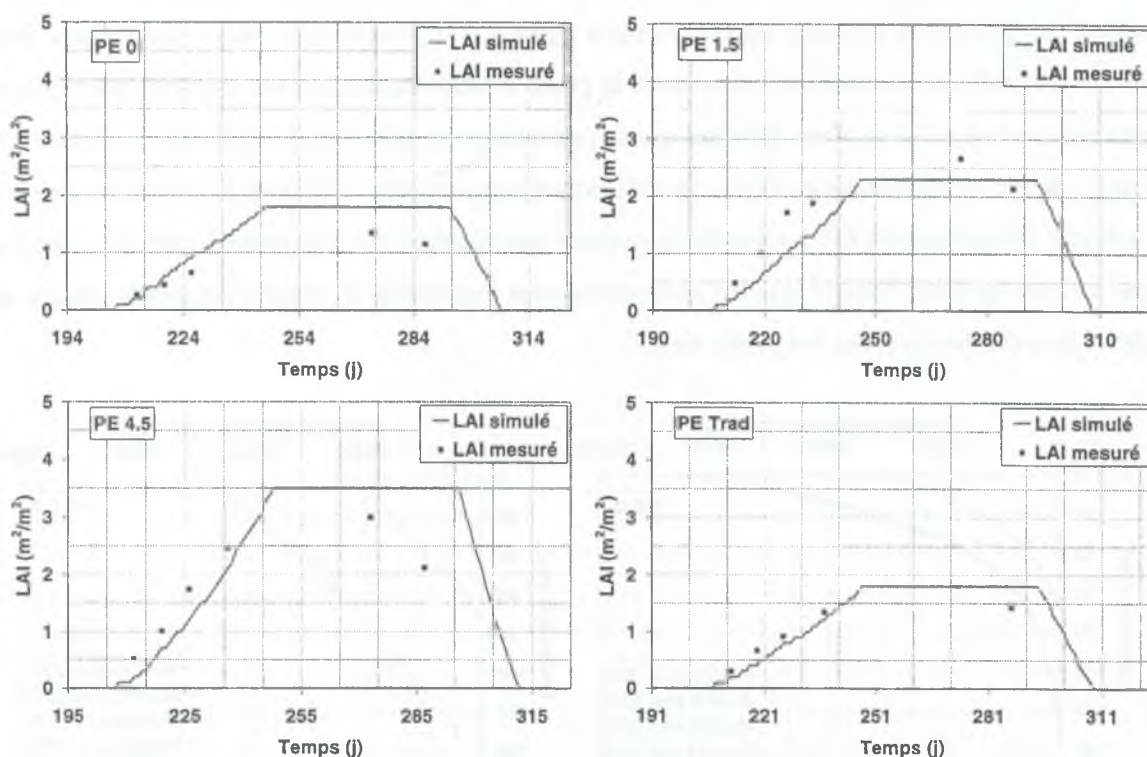 PE 0
LAI simulé
LAI mesuré
LAI (m²/m²)
5
4
3
2
1
0
194 224 254 284 314
Temps (j)
PE 1.5
LAI simulé
LAI mesuré
LAI (m²/m²)
5
4
3
2
1
0
190 220 250 280 310
Temps (j)
PE 4.5
LAI simulé
LAI mesuré
LAI (m²/m²)
5
4
3
2
1
0
195 225 255 285 315
Temps (j)
PE Trad
LAI simulé
LAI mesuré
LAI (m²/m²)
5
4
3
2
1
0
191 221 251 281 311
Temps (j)